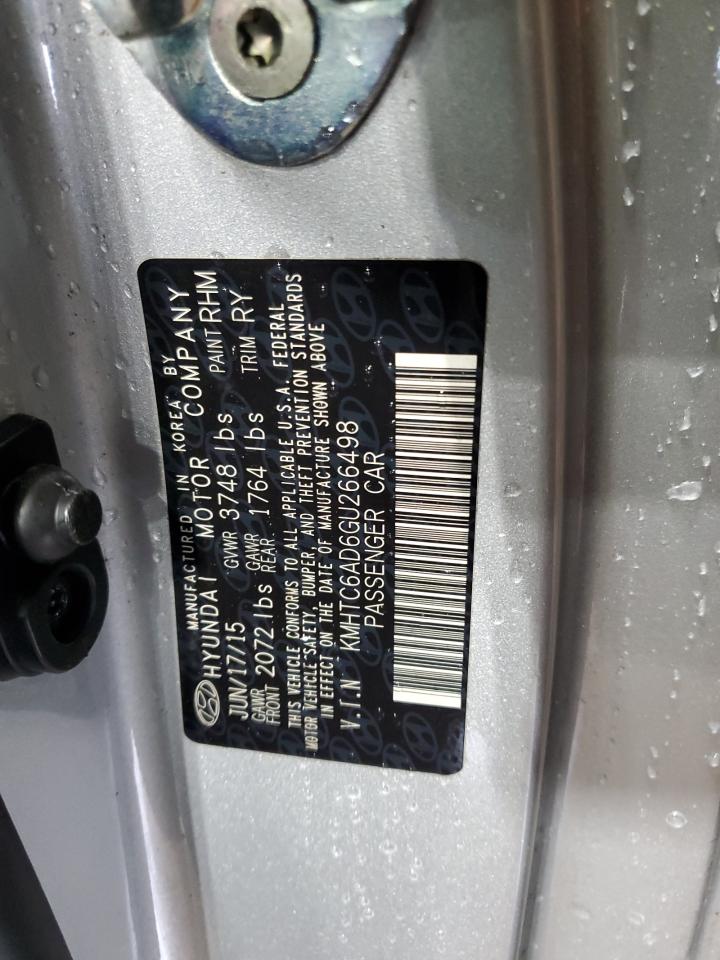 MANUFACTURED IN KOREA BY
HYUNDAI MOTOR COMPANY
JUN/17/15 GVWR 3748 lbs PAINT RHM
GAWR FRONT 2072 lbs GAWR REAR 1764 lbs TRIM RY
THIS VEHICLE CONFORMS TO ALL APPLICABLE U.S.A. FEDERAL
MOTOR VEHICLE SAFETY, BUMPER, AND THEFT PREVENTION STANDARDS
IN EFFECT ON THE DATE OF MANUFACTURE SHOWN ABOVE
V.I.N KMHTC6AD6GU266498
PASSENGER CAR